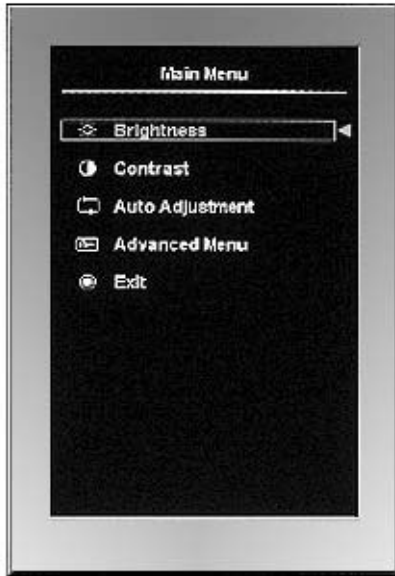 Main Menu
Brightness
Contrast
Auto Adjustment
Advanced Menu
Exit